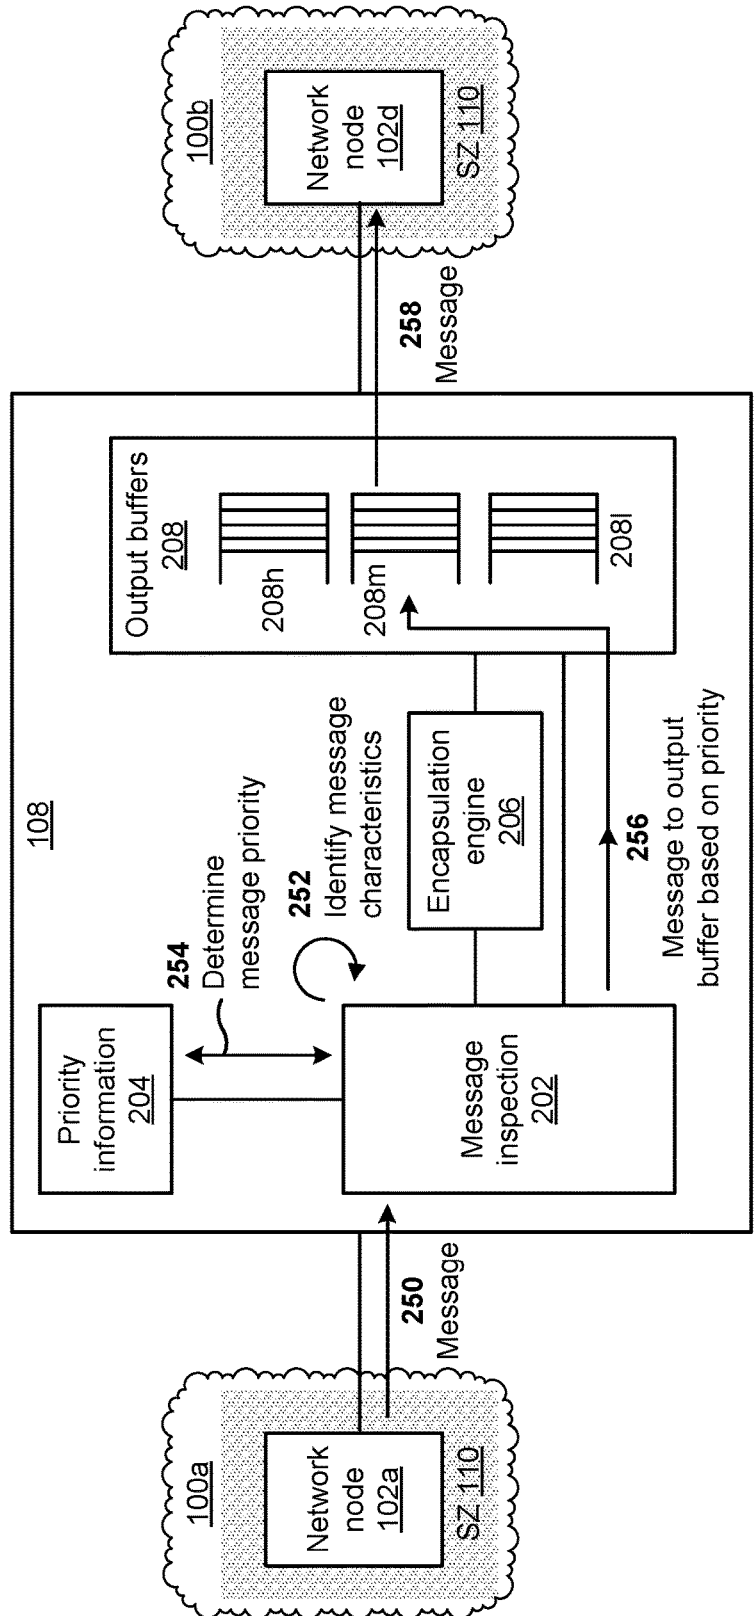 100a
Network
node
102a
SZ 110
250
Message
108
Priority
information
204
254
Determine
message priority
252
Identify message
characteristics
Message
inspection
202
Encapsulation
engine
206
256
Message to output
buffer based on priority
Output buffers
208
208h
208m
208l
258
Message
100b
Network
node
102d
SZ 110